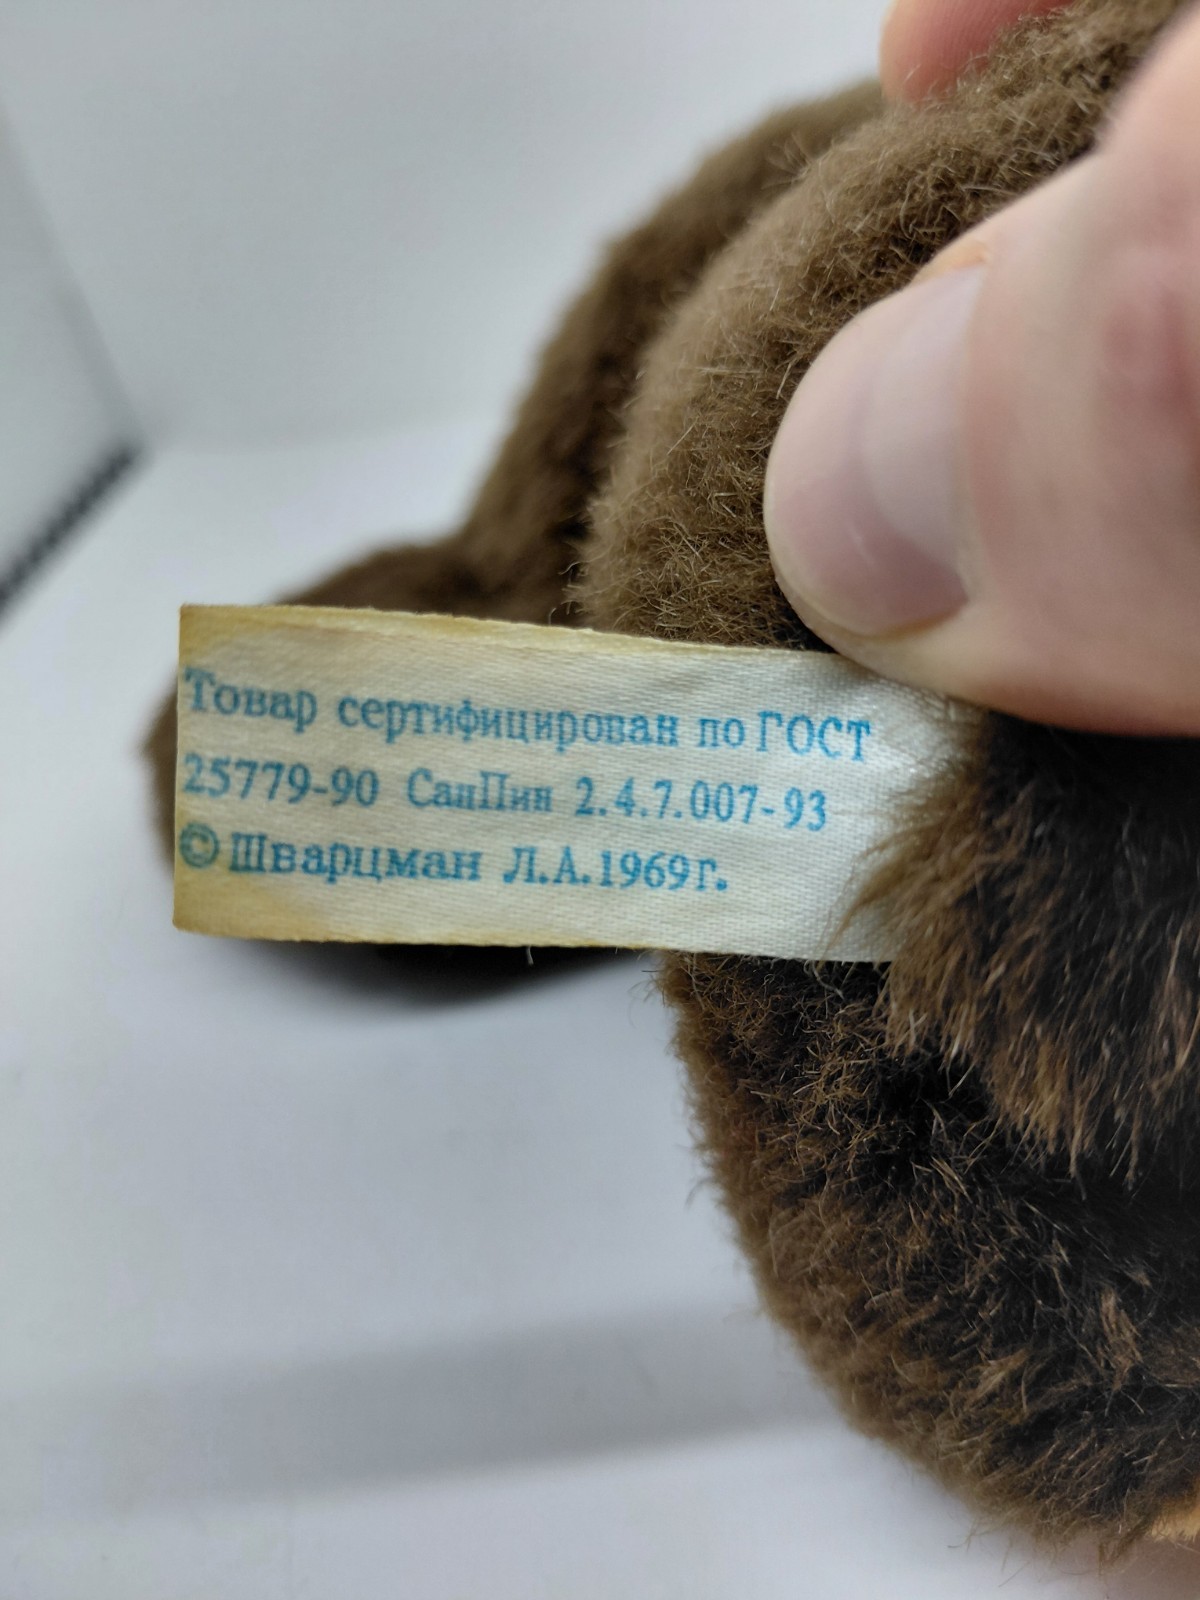 Товар сертифицирован по ГОСТ
25779-90 СанПин 2.4.7.007-93
© Шварцман Л.А.1969г.